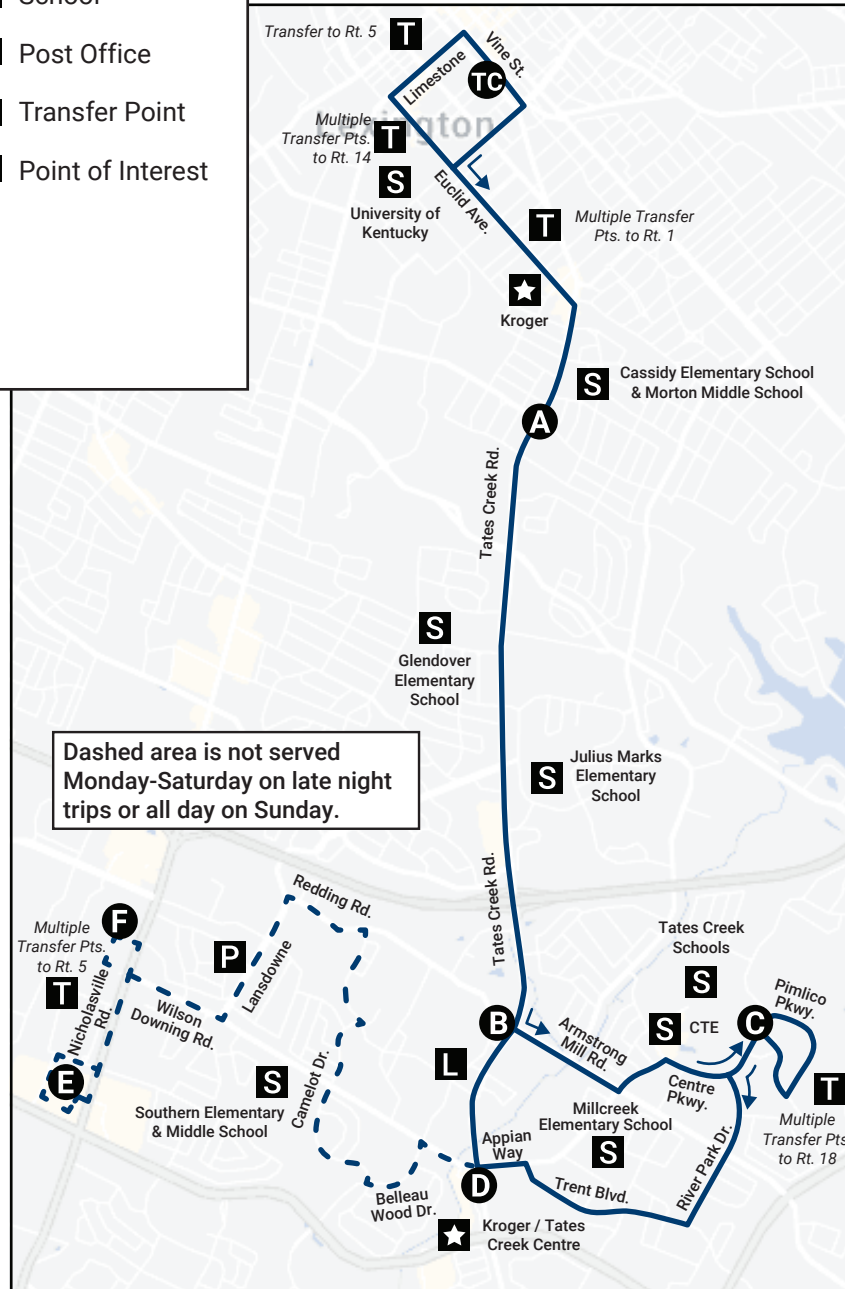 School
Post Office
Transfer Point
Point of Interest
Transfer to Rt. 5
T
Vine St.
Limestone
TC
Lexington
Multiple
Transfer Pts.
to Rt. 14
T
S
University of
Kentucky
Euclid Ave.
T
Multiple Transfer
Pts. to Rt. 1
Kroger
S
Cassidy Elementary School
& Morton Middle School
A
Tates Creek Rd.
S
Glendover
Elementary
School
S
Julius Marks
Elementary
School
Dashed area is not served
Monday-Saturday on late night
trips or all day on Sunday.
Tates Creek Rd.
Redding Rd.
F
Multiple
Transfer Pts.
to Rt. 5
T
Nicholasville
Rd.
P
Lansdowne
Wilson
Downing Rd.
E
S
Southern Elementary
& Middle School
Camelot Dr.
Belleau
Wood Dr.
B
L
Armstrong
Mill Rd.
Tates Creek
Schools
S
S
CTE
C
Pimlico
Pkwy.
Centre
Pkwy.
T
Multiple
Transfer Pts
to Rt. 18
Millcreek
Elementary School
S
Appian
Way
D
Trent Blvd.
River Park Dr.
Kroger / Tates
Creek Centre